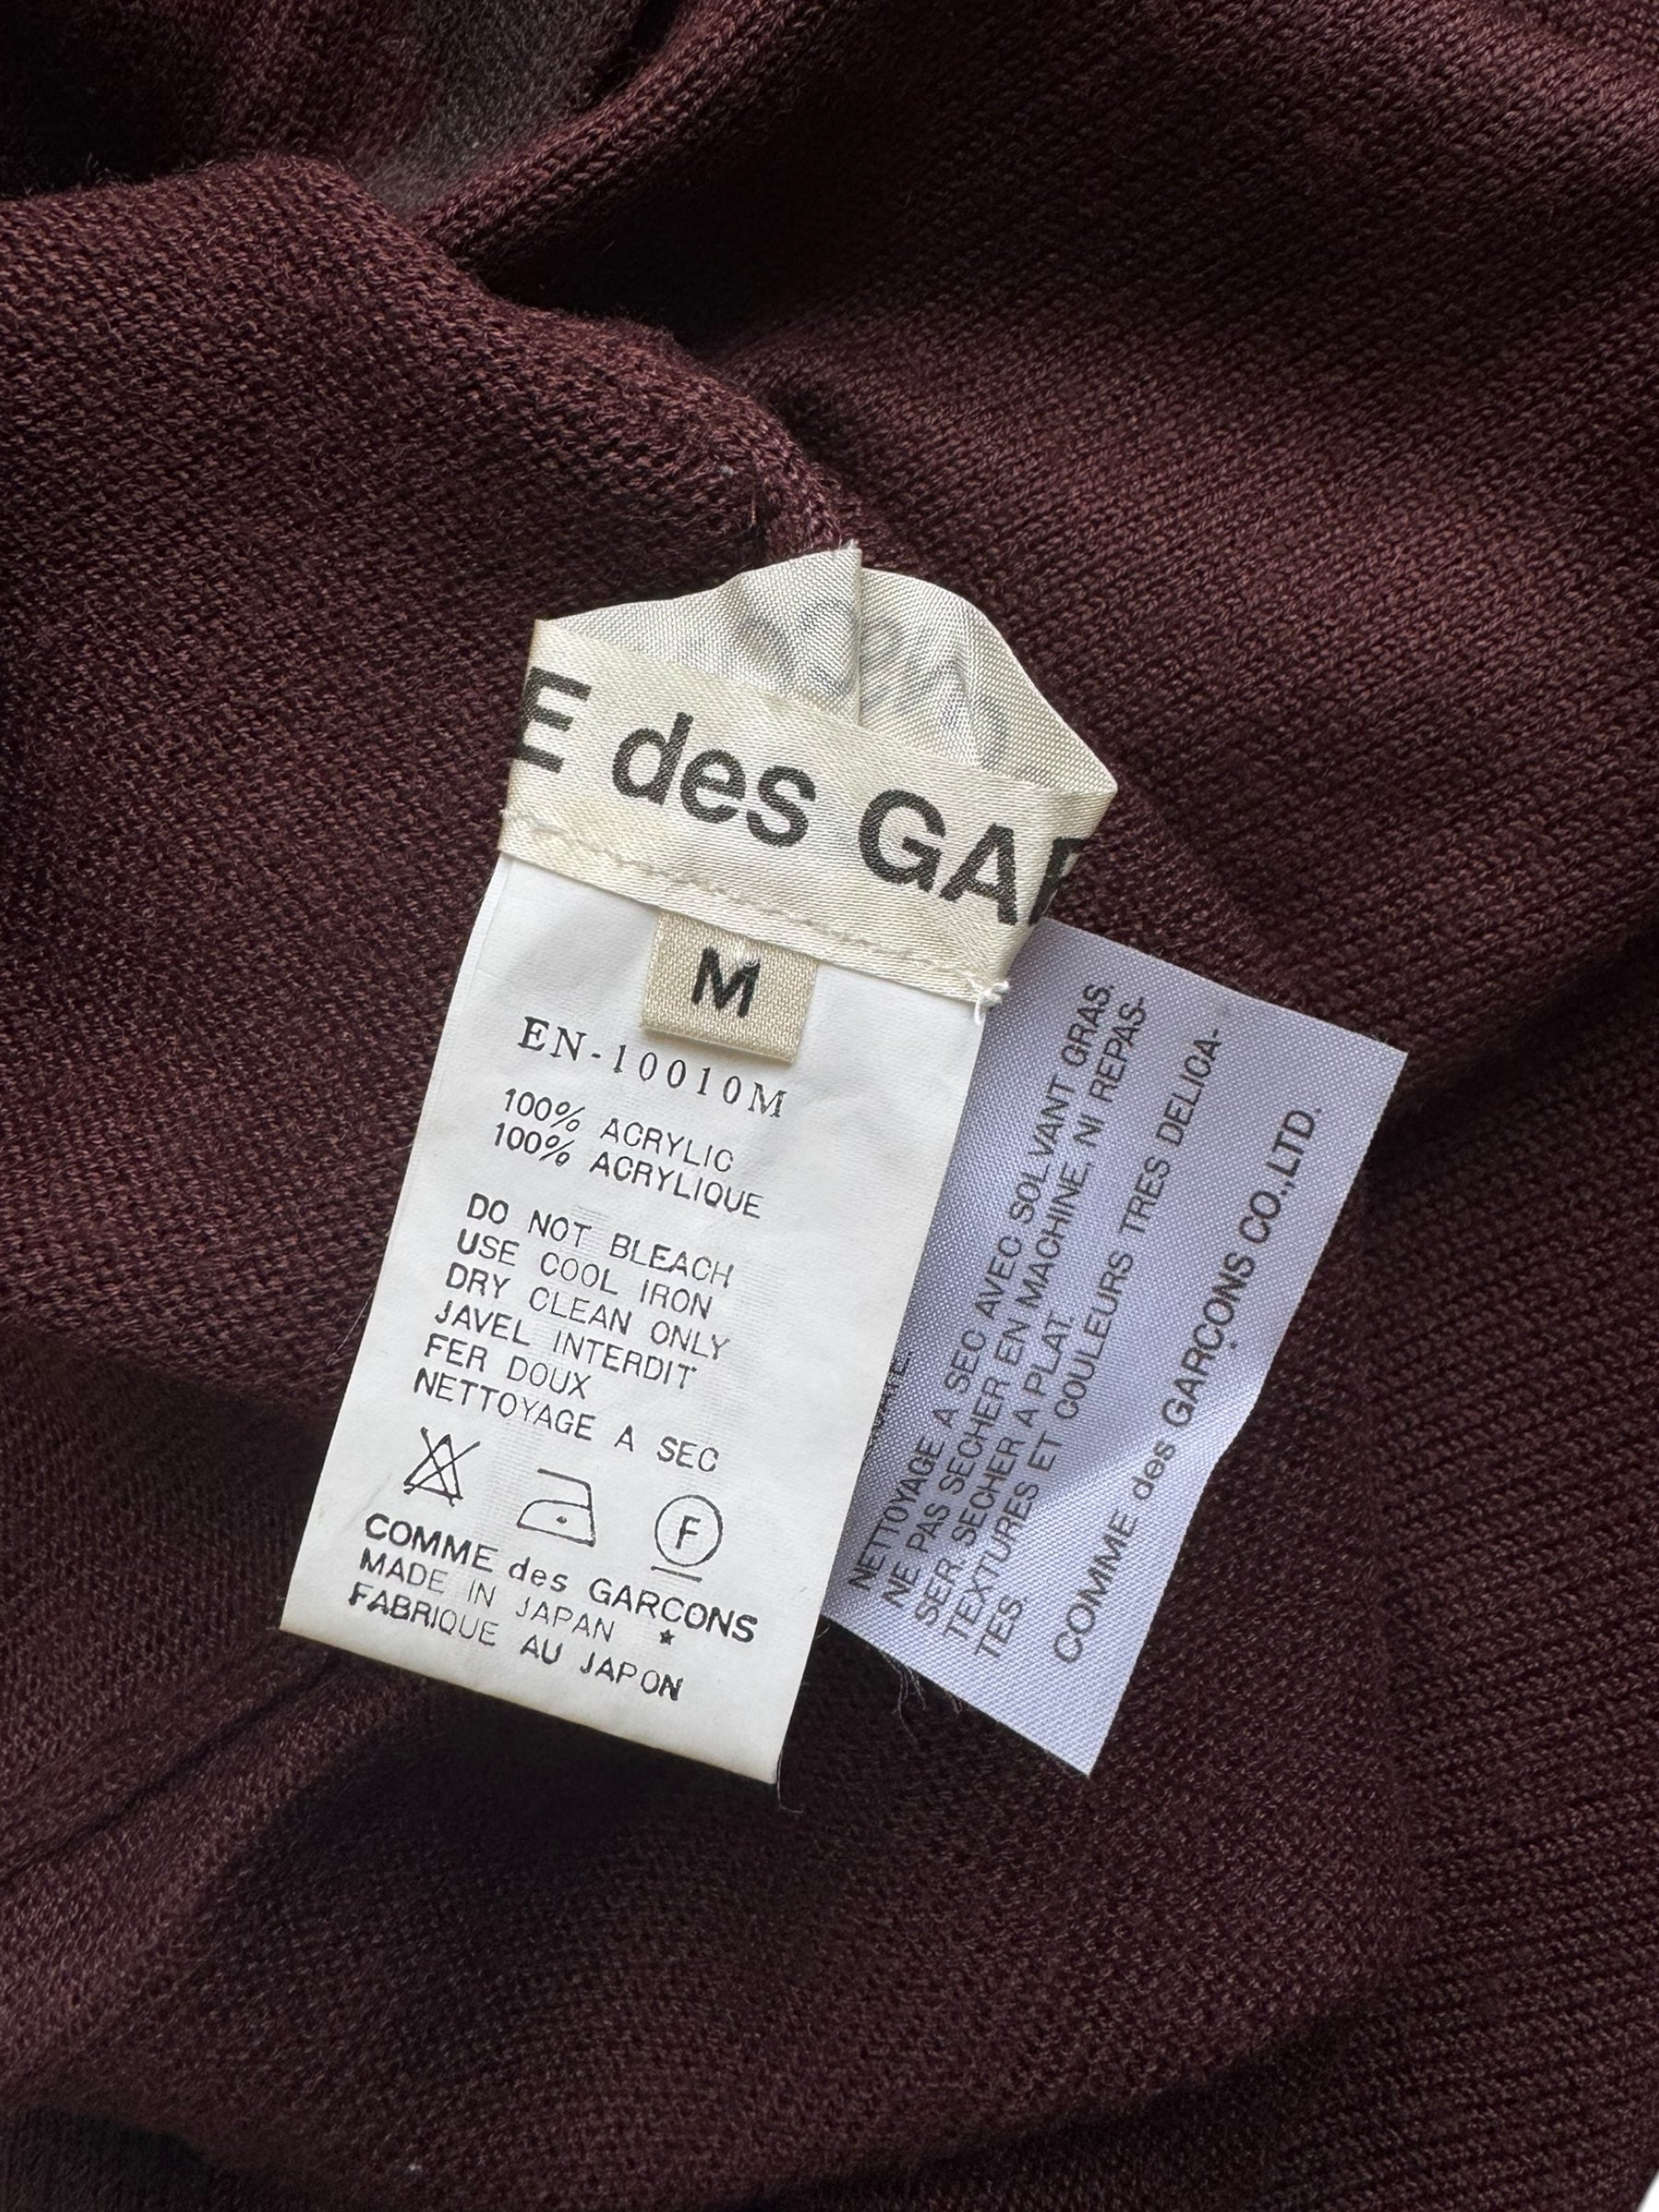 E des GAR
M
EN-10010M
100% ACRYLIC
100% ACRYLIQUE
DO NOT BLEACH
USE COOL IRON
DRY CLEAN ONLY
JAVEL INTERDIT
FER DOUX
NETTOYAGE A SEC
F
COMME des GARCONS
MADE IN JAPAN ★
FABRIQUE AU JAPON
NETTOYAGE A SEC AVEC SOLVANT GRAS.
NE PAS SECHER EN MACHINE, NI REPAS-
SER. SECHER A PLAT.
TEXTURES ET COULEURS TRES DELICA-
TES.
COMME des GARÇONS CO.,LTD.